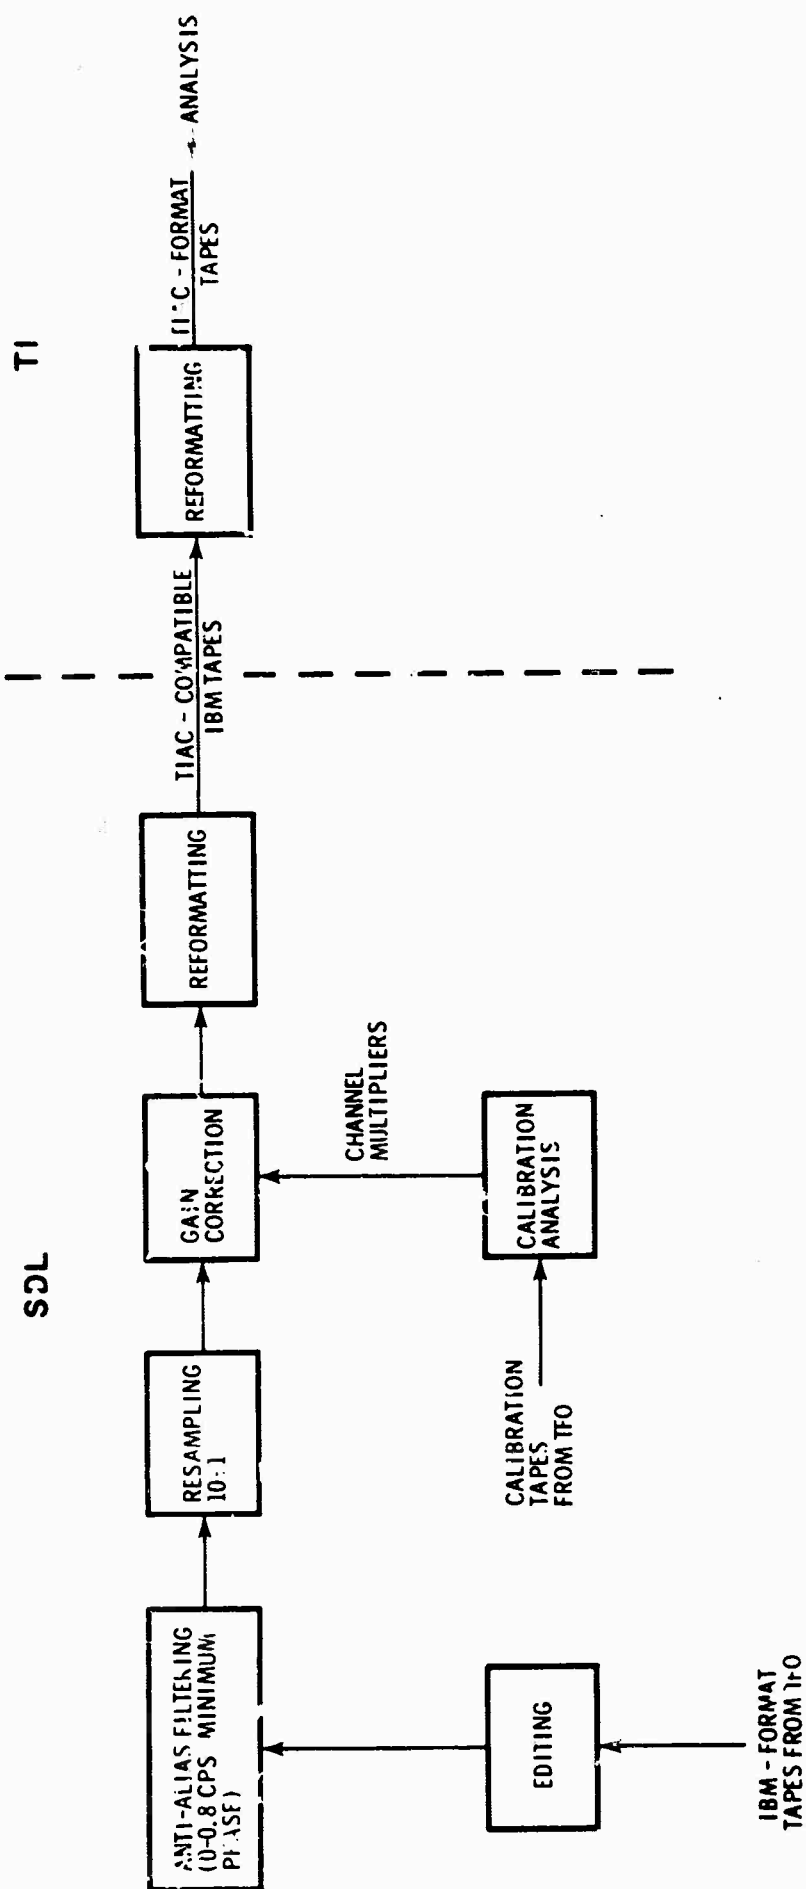 SDL
TI
ANTI-ALIAS FILTERING
(0-0.8 CPS MINIMUM
PHASE)
RESAMPLING
10:1
GAIN
CORRECTION
REFORMATTING
TIAC - COMPATIBLE
IBM TAPES
REFORMATTING
TIAC - FORMAT
TAPES
ANALYSIS
CHANNEL
MULTIPLIERS
EDITING
CALIBRATION
ANALYSIS
CALIBRATION
TAPES
FROM TFO
IBM - FORMAT
TAPES FROM TFO